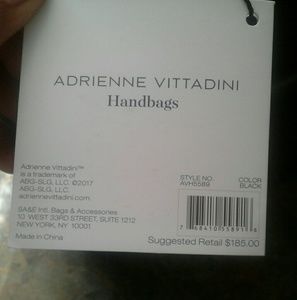 ADRIENNE VITTADINI
Handbags
Adrienne Vittadini™
is a trademark of
ABG-SLG, LLC. ©2017
ABG-SLG, LLC.
adriennevittadini.com
STYLE NO.
AVH5589
COLOR
BLACK
9A&E Intl. Bags & Accessories
10 WEST 33RD STREET, SUITE 1212
NEW YORK, NY 10001
Made in China
Suggested Retail $185.00